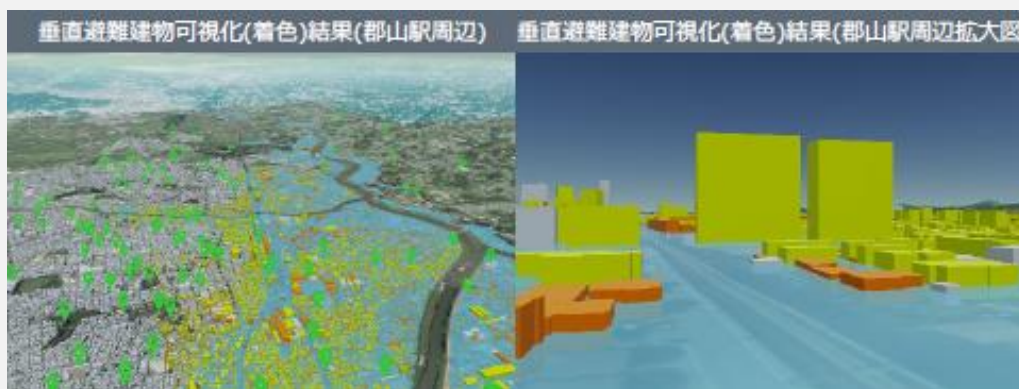 垂直避難建物可視化(着色)結果(郡山駅周辺)
垂直避難建物可視化(着色)結果(郡山駅周辺拡大図